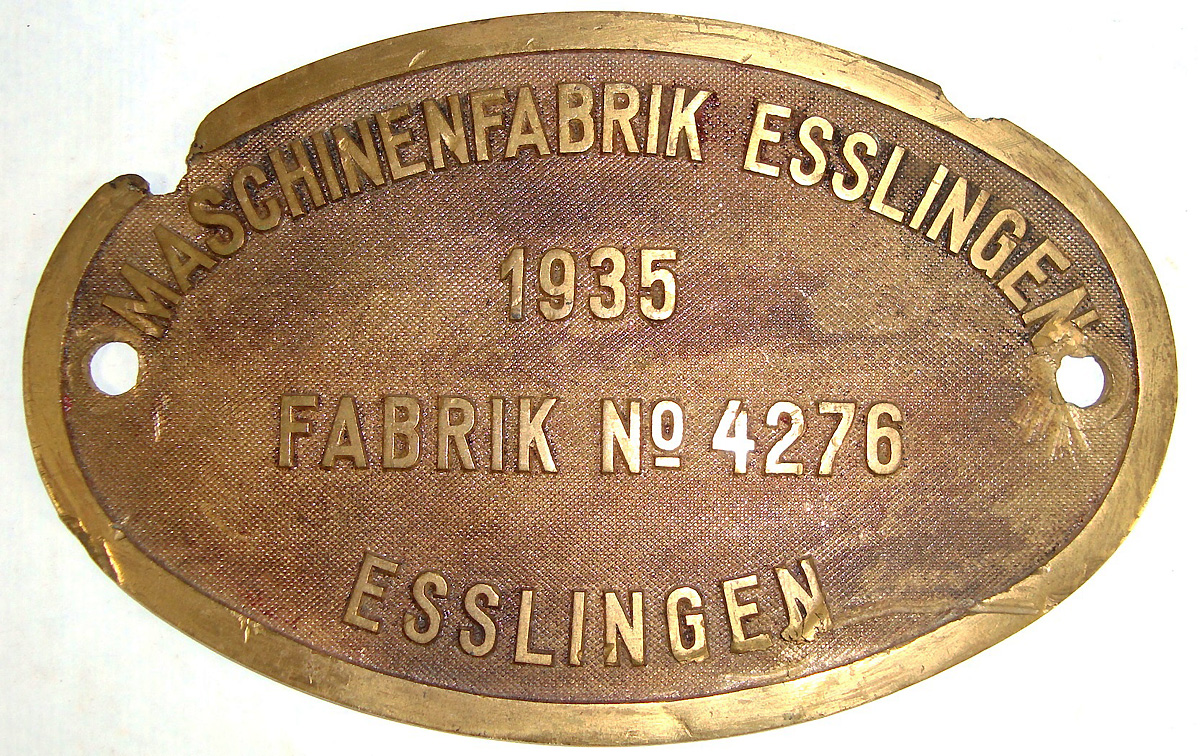 MASCHINENFABRIK ESSLINGEN
1935
FABRIK Nº 4276
ESSLINGEN